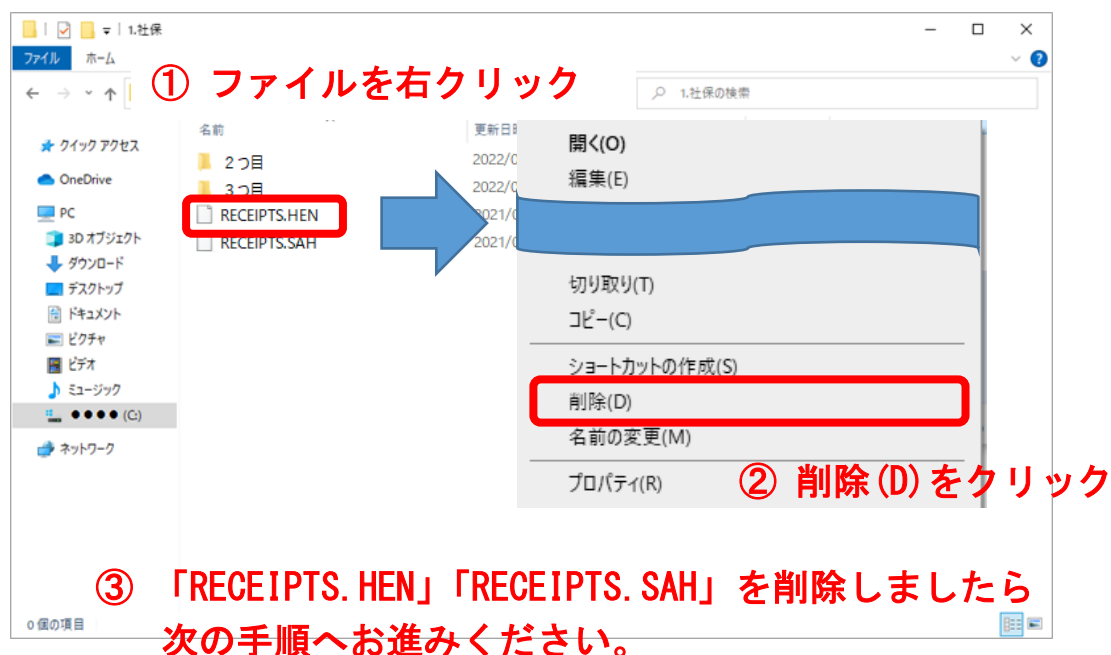 1.社保
ファイル ホーム
① ファイルを右クリック
1.社保の検索
名前
更新日
クイック アクセス
OneDrive
PC
3D オブジェクト
ダウンロード
デスクトップ
ドキュメント
ピクチャ
ビデオ
ミュージック
●●●● (C:)
ネットワーク
2つ目
2022/0
3つ目
2022/0
RECEIPTS.HEN
2021/0
RECEIPTS.SAH
2021/0
開く(O)
編集(E)
切り取り(T)
コピー(C)
ショートカットの作成(S)
削除(D)
名前の変更(M)
プロパティ(R)
② 削除(D)をクリック
③ 「RECEIPTS.HEN」「RECEIPTS.SAH」を削除しましたら
次の手順へお進みください。
0 個の項目